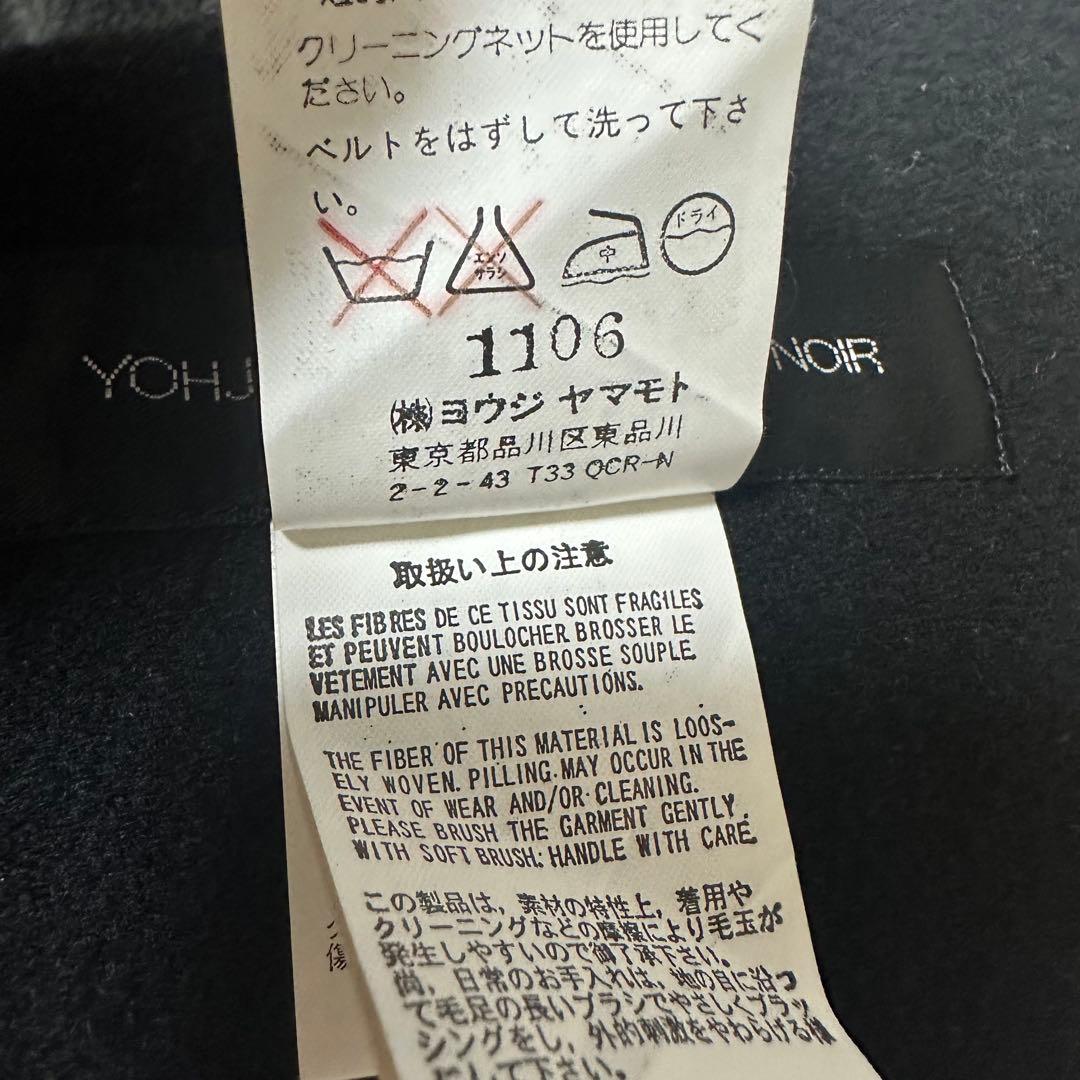 クリーニングネットを使用してく
ださい。
ベルトをはずして洗って下さ
い。
エンソ
サラシ
中
ドライ
1106
YOHJ
NOIR
(株)ヨウジ ヤマモト
東京都品川区東品川
2-2-43 T33 QCR-N
取扱い上の注意
LES FIBRES DE CE TISSU SONT FRAGILES
ET PEUVENT BOULOCHER BROSSER LE
VETEMENT AVEC UNE BROSSE SOUPLE.
MANIPULER AVEC PRECAUTIONS.
THE FIBER OF THIS MATERIAL IS LOOS-
ELY WOVEN. PILLING MAY OCCUR IN THE
EVENT OF WEAR AND/OR CLEANING.
PLEASE BRUSH THE GARMENT GENTLY
WITH SOFT BRUSH. HANDLE WITH CARE.
この製品は、素材の特性上、着用や
クリーニングなどの摩擦により毛玉が
発生しやすいので御了承下さい。
尚、日常のお手入れは、地の目に沿っ
て毛足の長いブラシでやさしくブラッ
シングをし、外的刺激をやわらげる様
にして下さい。
傷